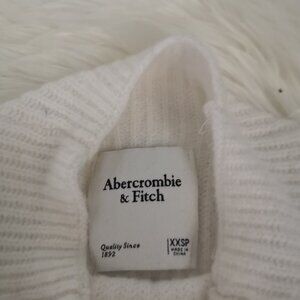 Abercrombie
& Fitch
Quality Since
1892
XXSP
MADE IN
CHINA